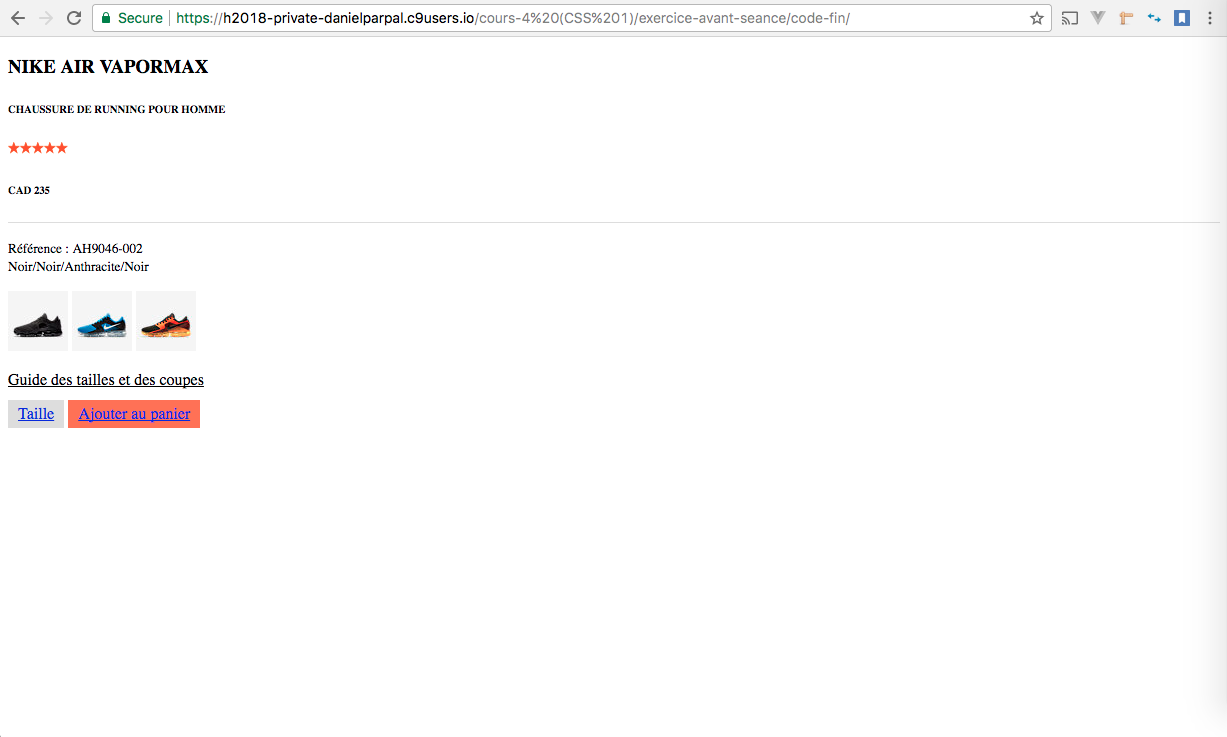 Secure https://h2018-private-danielparpal.c9users.io/cours-4%20(CSS%201)/exercice-avant-seance/code-fin/
NIKE AIR VAPORMAX
CHAUSSURE DE RUNNING POUR HOMME
★★★★★
CAD 235
Référence : AH9046-002
Noir/Noir/Anthracite/Noir
Guide des tailles et des coupes
Taille Ajouter au panier